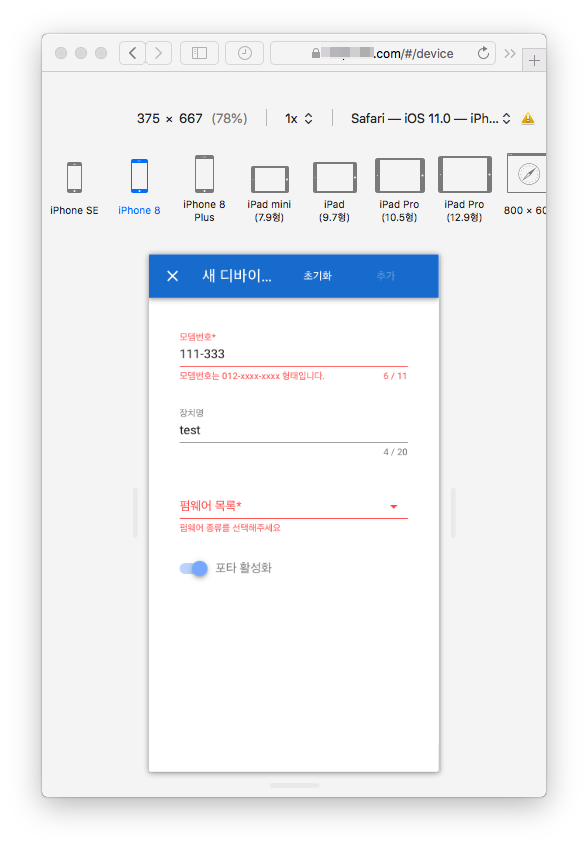 .com/#/device
375 × 667 (78%) 1x Safari — iOS 11.0 — iPh...
iPhone SE
iPhone 8
iPhone 8
Plus
iPad mini
(7.9형)
iPad
(9.7형)
iPad Pro
(10.5형)
iPad Pro
(12.9형)
800 × 60
새 디바이... 초기화 추가
모뎀번호*
111-333
모뎀번호는 012-xxxx-xxxx 형태입니다. 6 / 11
장치명
test
4 / 20
펌웨어 목록*
펌웨어 종류를 선택해주세요
포타 활성화